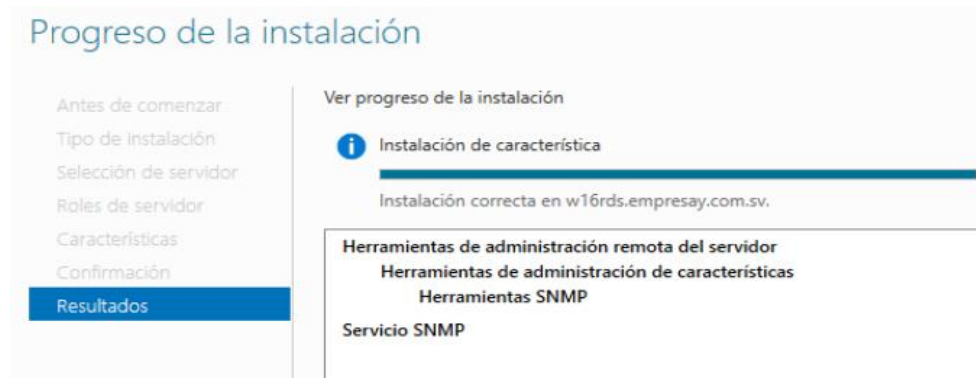 Progreso de la instalación
Antes de comenzar
Tipo de instalación
Selección de servidor
Roles de servidor
Características
Confirmación
Resultados
Ver progreso de la instalación
Instalación de característica
Instalación correcta en w16rds.empresay.com.sv.
Herramientas de administración remota del servidor
Herramientas de administración de características
Herramientas SNMP
Servicio SNMP